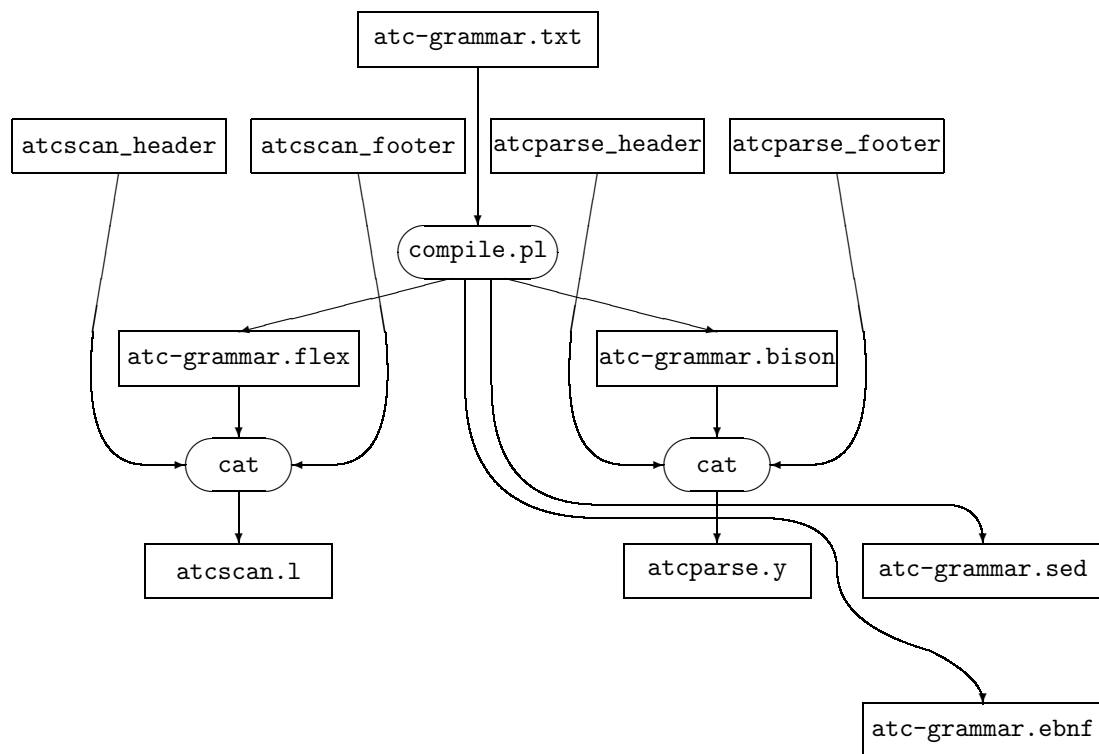 atc-grammar.txt
atcscan_header
atcscan_footer
atcparse_header
atcparse_footer
compile.pl
atc-grammar.flex
atc-grammar.bison
cat
cat
atcscan.l
atcparse.y
atc-grammar.sed
atc-grammar.ebnf